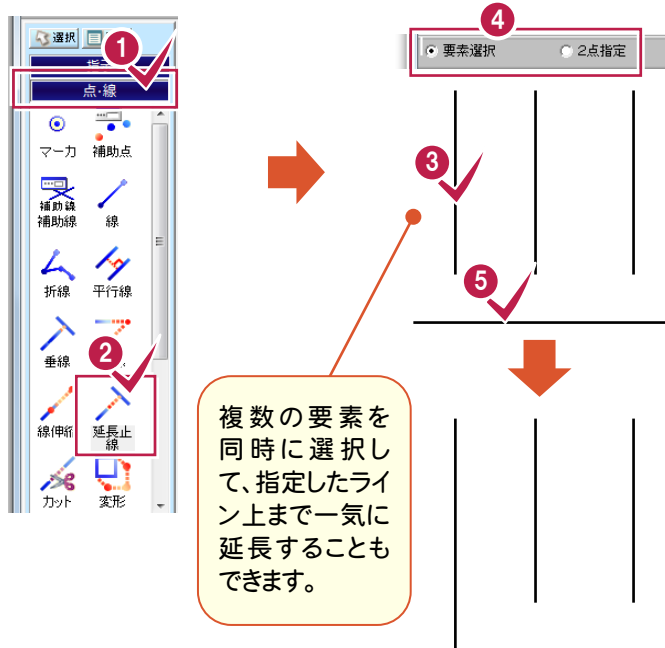 選択
1
点・線
マーカ
補助点
補助線
補助線
線
折線
平行線
垂線
2
線伸縮
延長止
線
カット
変形
4
要素選択
2点指定
3
5
複数の要素を
同時に選択し
て、指定したライ
ン上まで一気に
延長することも
できます。